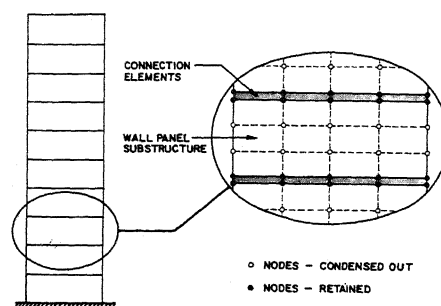 CONNECTION
ELEMENTS
WALL PANEL
SUBSTRUCTURE
○ NODES - CONDENSED OUT
● NODES - RETAINED